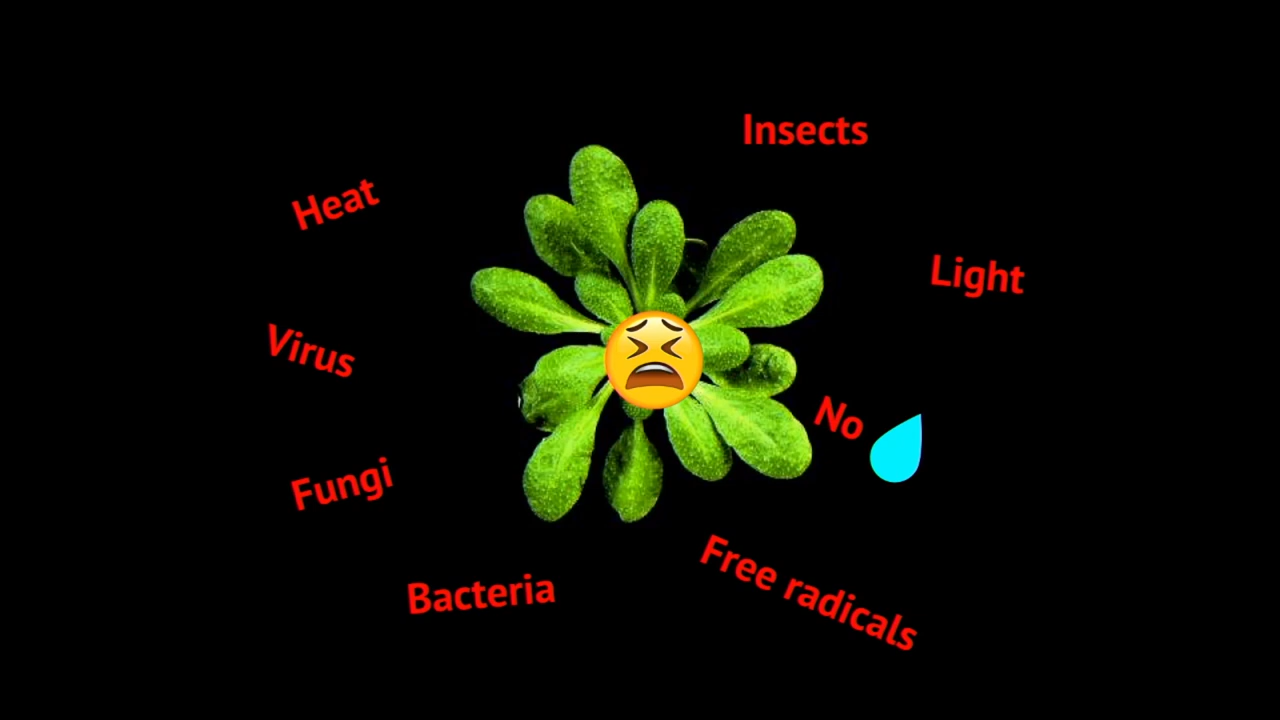 Insects
Heat
Light
Virus
No
Fungi
Free radicals
Bacteria